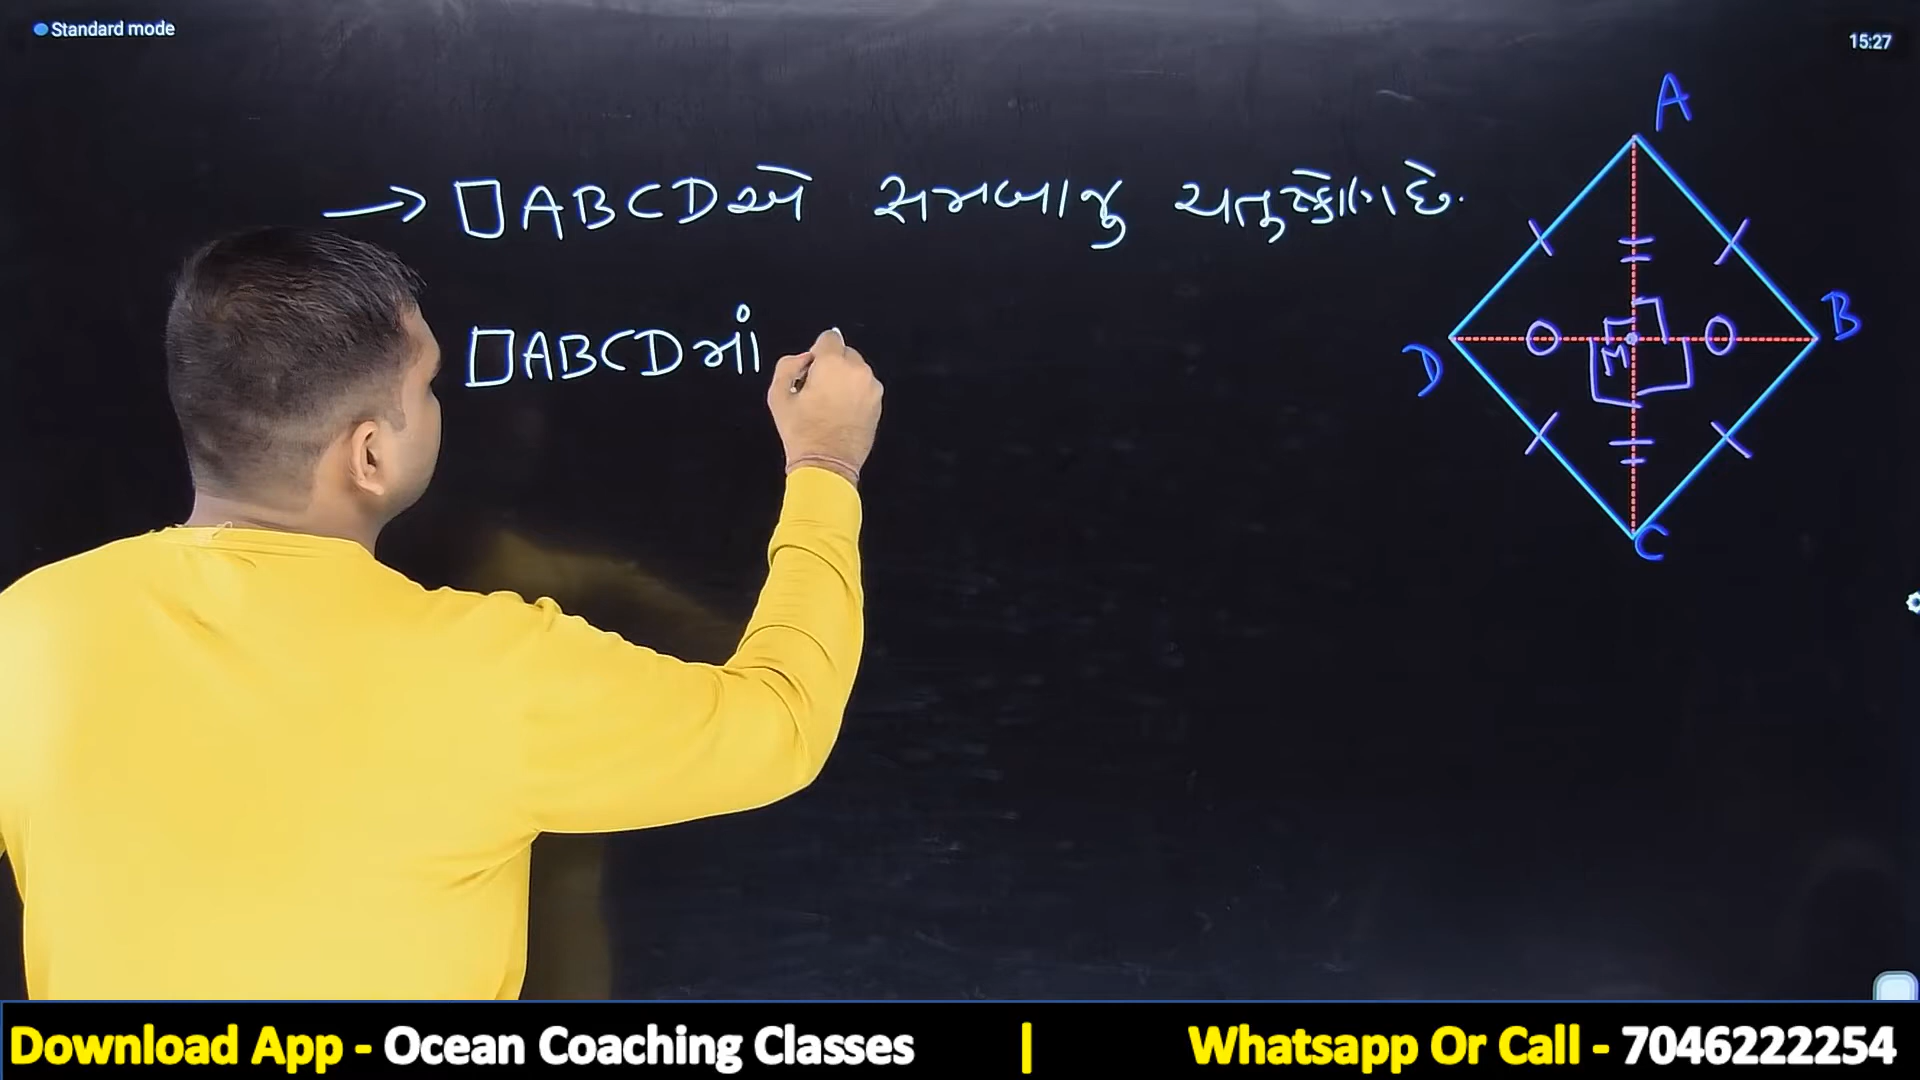 Standard mode
15:27
→ □ABCD એ સમબાજુ ચતુષ્કોણ છે.
□ABCD માં
A
B
D
M
C
Download App - Ocean Coaching Classes | Whatsapp Or Call - 7046222254